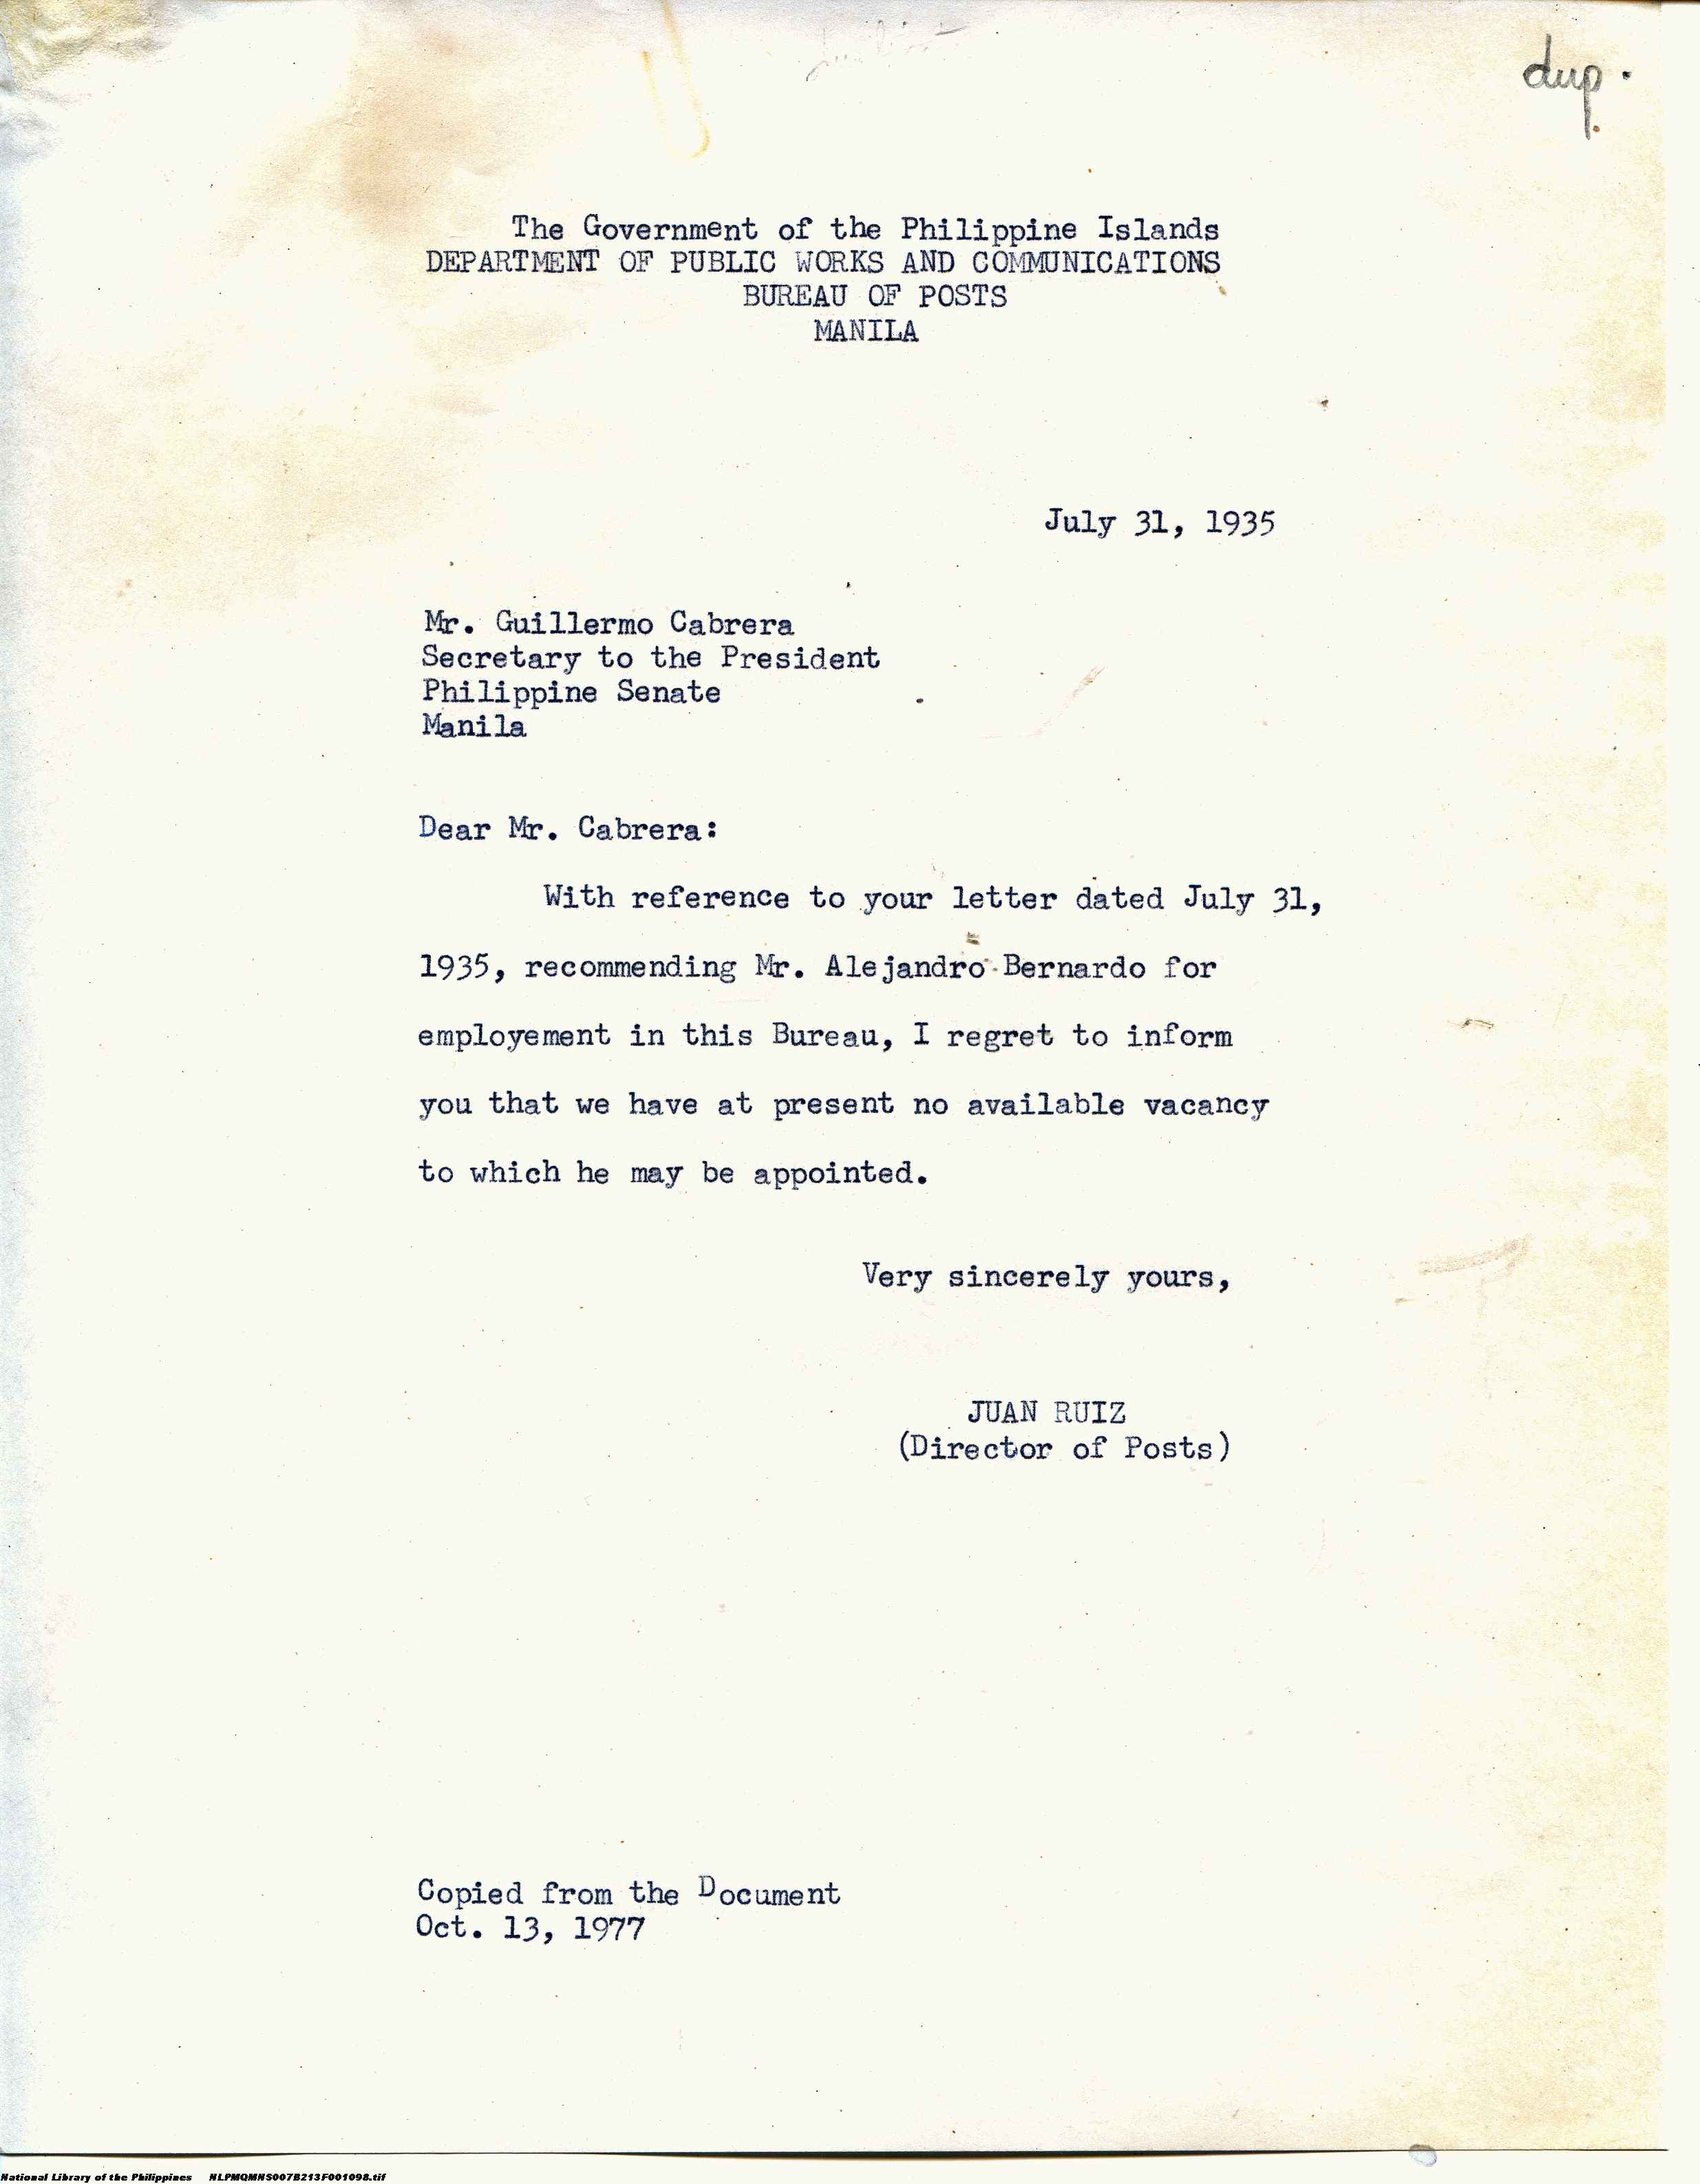 dup.
The Government of the Philippine Islands
DEPARTMENT OF PUBLIC WORKS AND COMMUNICATIONS
BUREAU OF POSTS
MANILA
July 31, 1935
Mr. Guillermo Cabrera
Secretary to the President
Philippine Senate
Manila
Dear Mr. Cabrera:
With reference to your letter dated July 31,
1935, recommending Mr. Alejandro Bernardo for
employement in this Bureau, I regret to inform
you that we have at present no available vacancy
to which he may be appointed.
Very sincerely yours,
JUAN RUIZ
(Director of Posts)
Copied from the Document
Oct. 13, 1977
National Library of the Philippines NLPMQMNS007B213F001098.tif